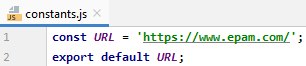 constants.js
1 const URL = 'https://www.epam.com/';
2 export default URL;